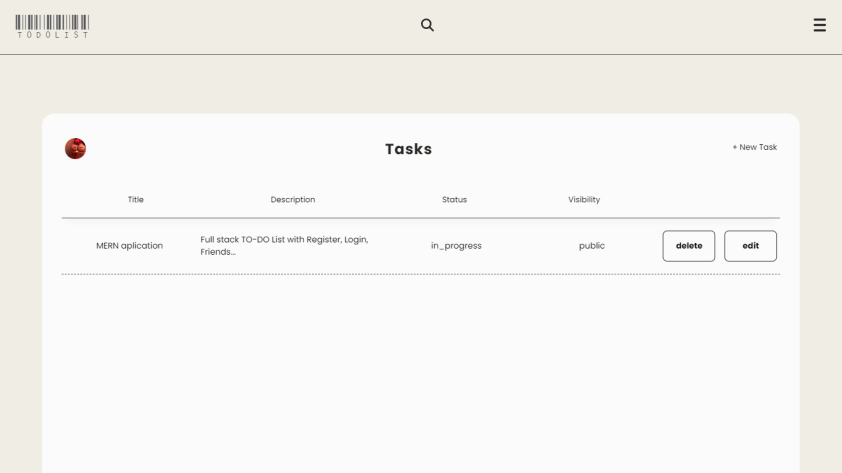 TODOLIST
Tasks
+ New Task
Title Description Status Visibility
MERN aplication
Full stack TO-DO List with Register, Login,
Friends...
in_progress
public
delete
edit